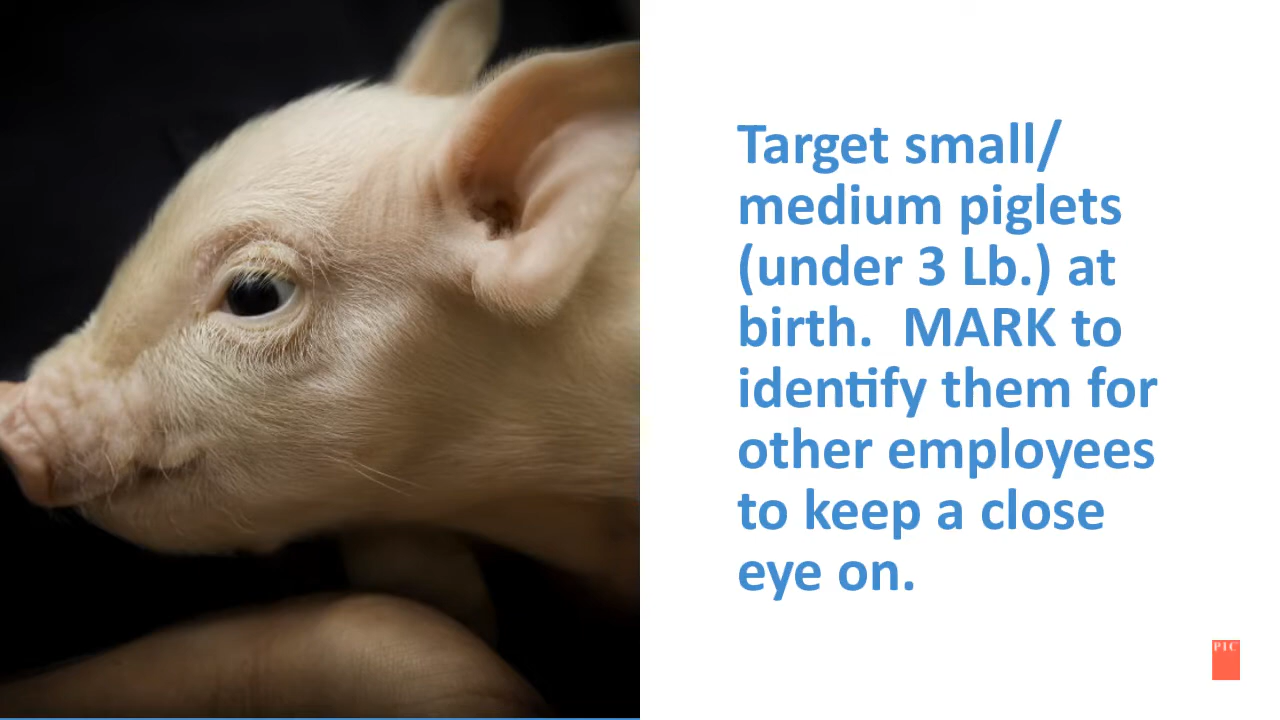 Target small/
medium piglets
(under 3 Lb.) at
birth.  MARK to
identify them for
other employees
to keep a close
eye on.
PIC